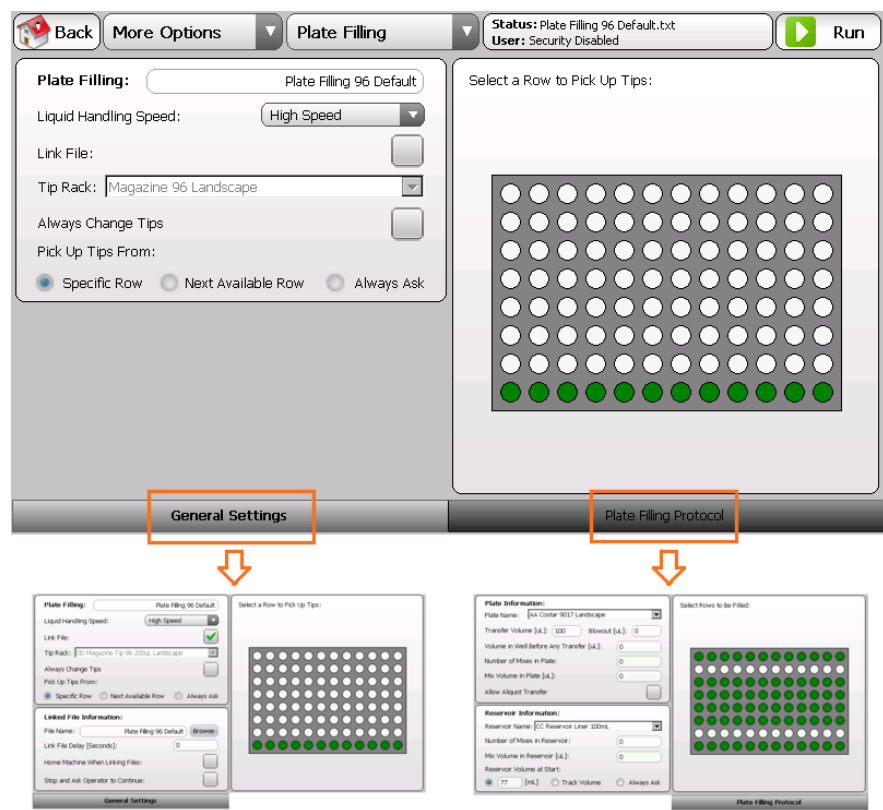 Back
More Options
Plate Filling
Status: Plate Filling 96 Default.txt
User: Security Disabled
Run
Plate Filling: Plate Filling 96 Default
Liquid Handling Speed: High Speed
Link File:
Tip Rack: Magazine 96 Landscape
Always Change Tips
Pick Up Tips From:
Specific Row Next Available Row Always Ask
Select a Row to Pick Up Tips:
General Settings
Plate Filling Protocol
Plate Filling: Plate Filling 96 Default
Liquid Handling Speed: High Speed
Link File:
Tip Rack: DD Magazine Tip 96 200uL Landscape
Always Change Tips
Pick Up Tips From:
Specific Row Next Available Row Always Ask
Linked File Information:
File Name: Plate Filling 96 Default Browse
Link File Delay [Seconds]: 0
Home Machine When Linking Files:
Stop and Ask Operator to Continue:
General Settings
Select a Row to Pick Up Tips:
Plate Information:
Plate Name: AA Costar 9017 Landscape
Transfer Volume [uL]: 100 Blowout [uL]: 0
Volume in Well Before Any Transfer [uL]: 0
Number of Mixes in Plate: 0
Mix Volume in Plate [uL]: 0
Allow Aliquot Transfer
Reservoir Information:
Reservoir Name: CC Reservoir Liner 100mL
Number of Mixes in Reservoir: 0
Mix Volume in Reservoir [uL]: 0
Reservoir Volume at Start:
77 [mL] Track Volume Always Ask
Select Rows to Be Filled:
Plate Filling Protocol